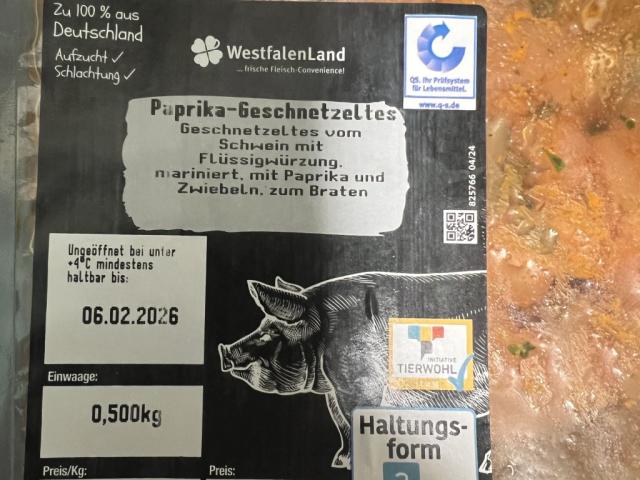 Zu 100 % aus
Deutschland
Aufzucht ✓
Schlachtung ✓
WestfalenLand
... frische Fleisch-Convenience!
QS. Ihr Prüfsystem
für Lebensmittel.
www.q-s.de
Paprika-Geschnetzeltes
Geschnetzeltes vom
Schwein mit
Flüssigwürzung,
mariniert, mit Paprika und
Zwiebeln, zum Braten
825766 04/24
Ungeöffnet bei unter
+4°C mindestens
haltbar bis:
06.02.2026
INITIATIVE
TIERWOHL
Einwaage:
0,500kg
Haltungs-
form
Preis/Kg:
Preis: